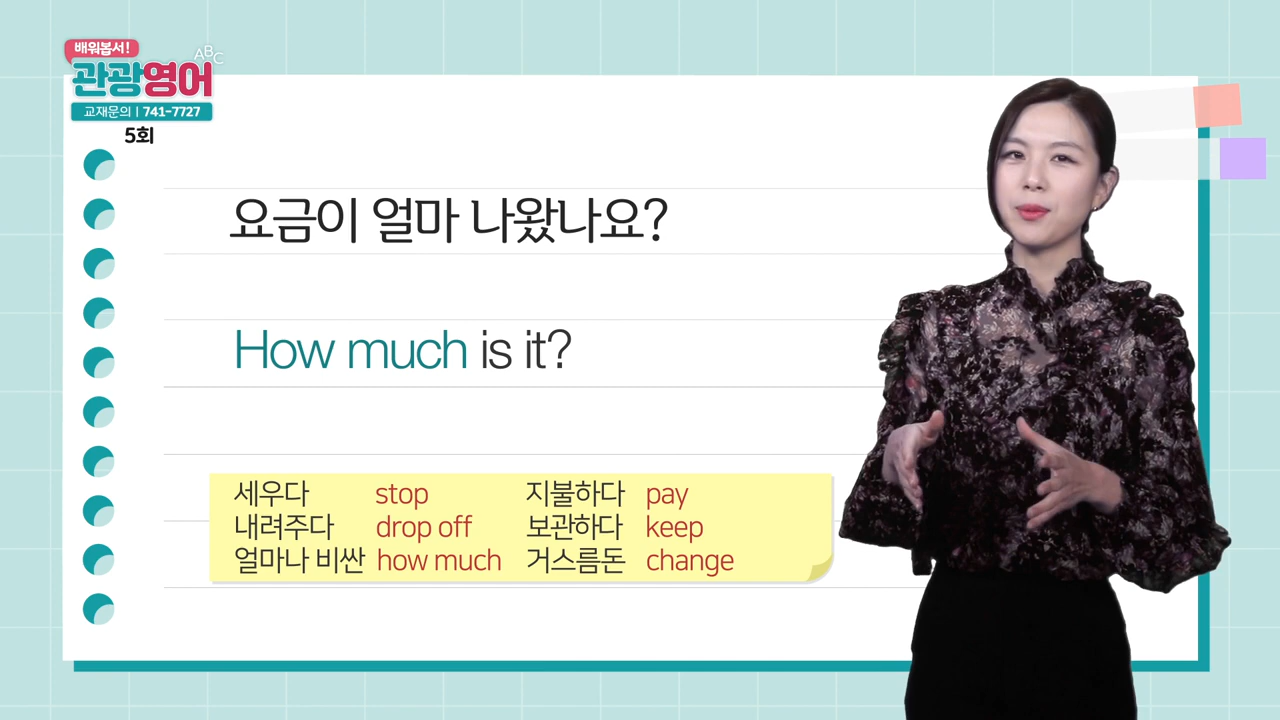 배워봅서!
ABC
관광영어
교재문의 | 741-7727
5회
요금이 얼마 나왔나요?
How much is it?
세우다 stop 지불하다 pay
내려주다 drop off 보관하다 keep
얼마나 비싼 how much 거스름돈 change